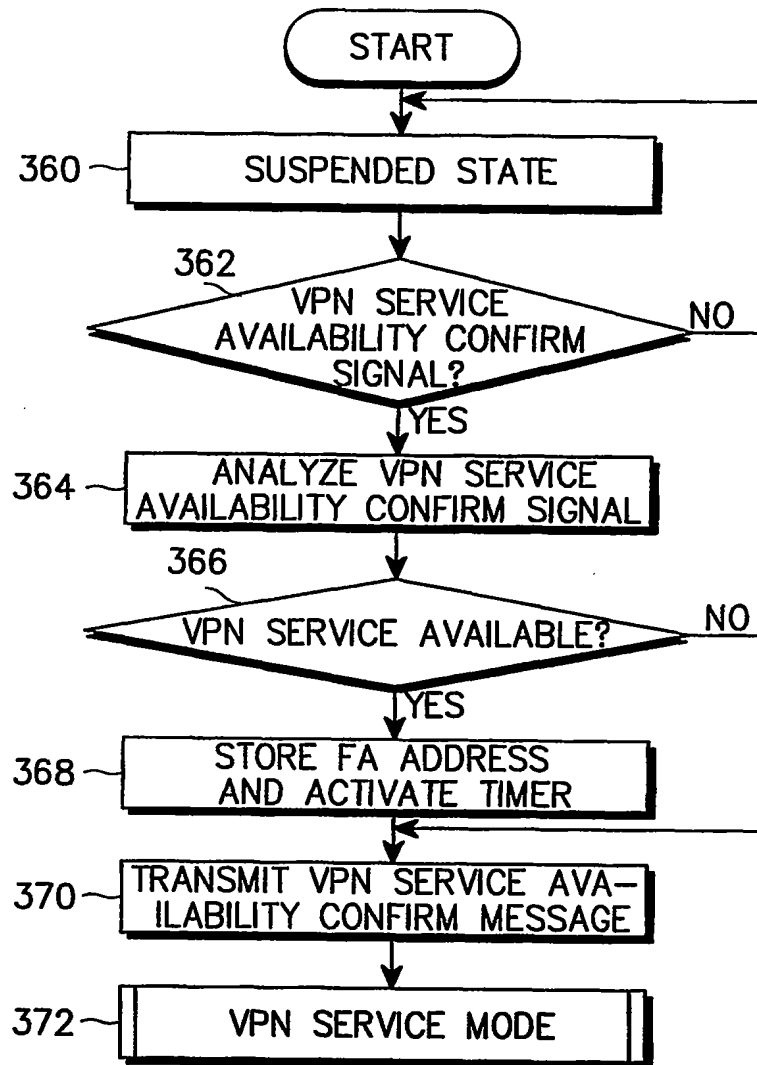 START
360
SUSPENDED STATE
362
VPN SERVICE
AVAILABILITY CONFIRM
SIGNAL?
NO
YES
364
ANALYZE VPN SERVICE
AVAILABILITY CONFIRM SIGNAL
366
VPN SERVICE AVAILABLE?
NO
YES
368
STORE FA ADDRESS
AND ACTIVATE TIMER
370
TRANSMIT VPN SERVICE AVA-
ILABILITY CONFIRM MESSAGE
372
VPN SERVICE MODE